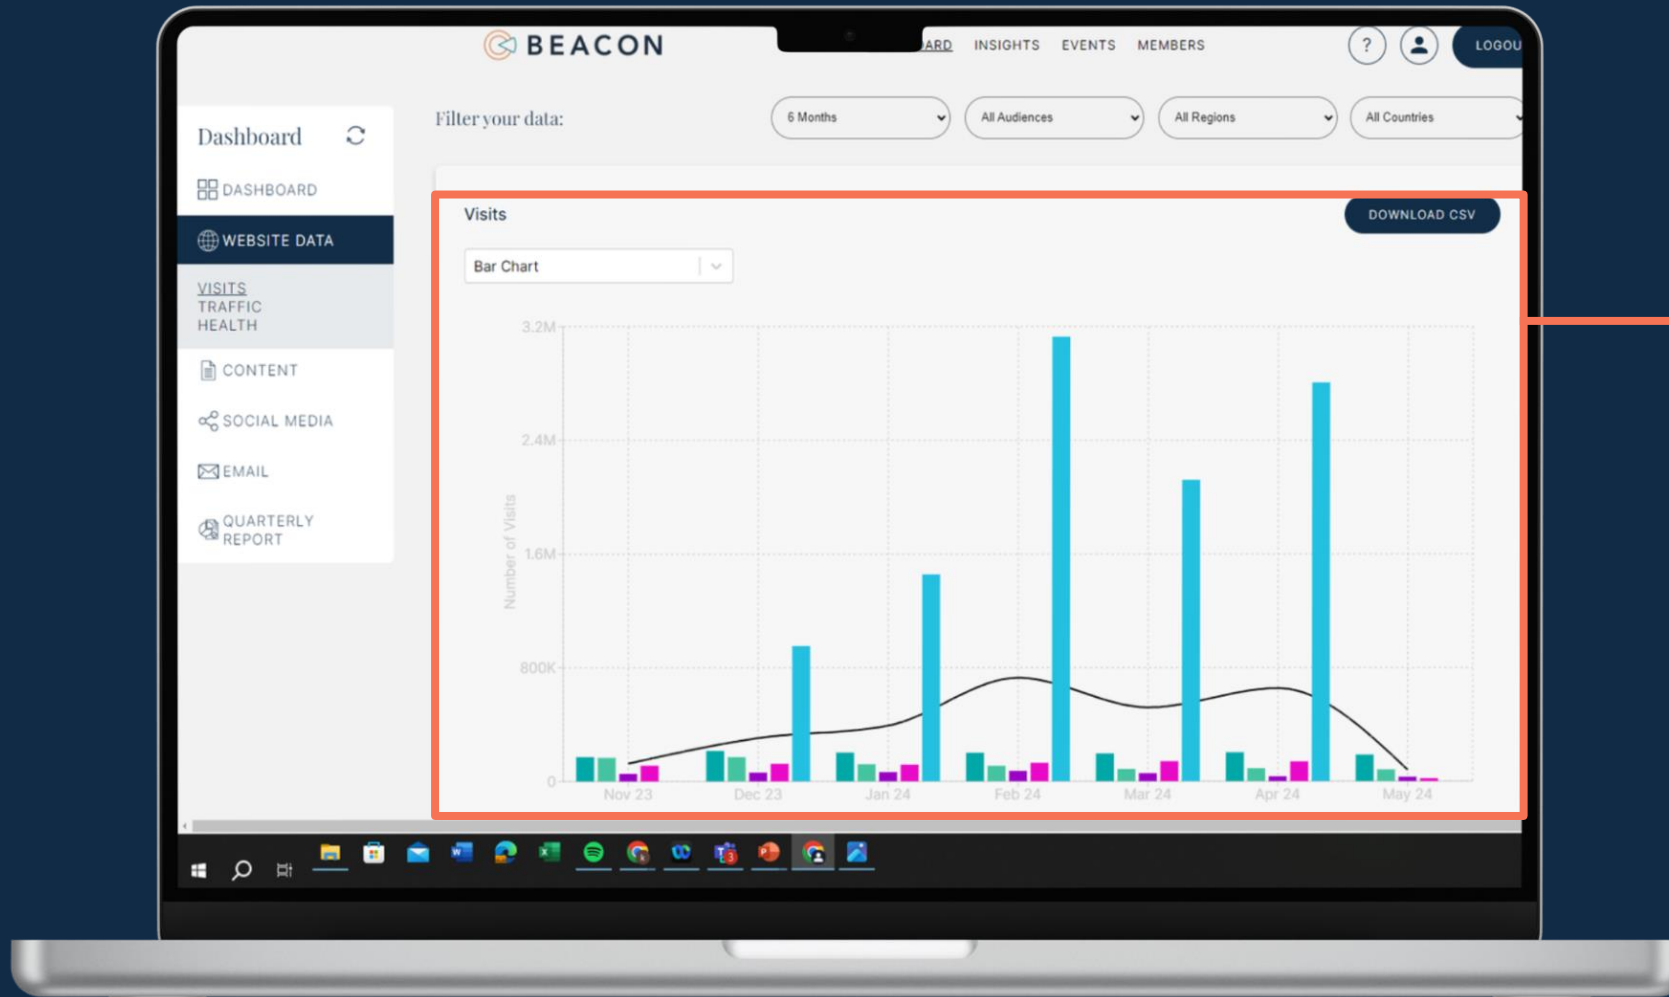 BEACON
ARD INSIGHTS EVENTS MEMBERS
?
LOGOU
Dashboard
Filter your data:
6 Months
All Audiences
All Regions
All Countries
DASHBOARD
WEBSITE DATA
VISITS
TRAFFIC
HEALTH
CONTENT
SOCIAL MEDIA
EMAIL
QUARTERLY
REPORT
Visits
DOWNLOAD CSV
Bar Chart
Number of Visits
3.2M
2.4M
1.6M
800K
0
Nov 23 Dec 23 Jan 24 Feb 24 Mar 24 Apr 24 May 24